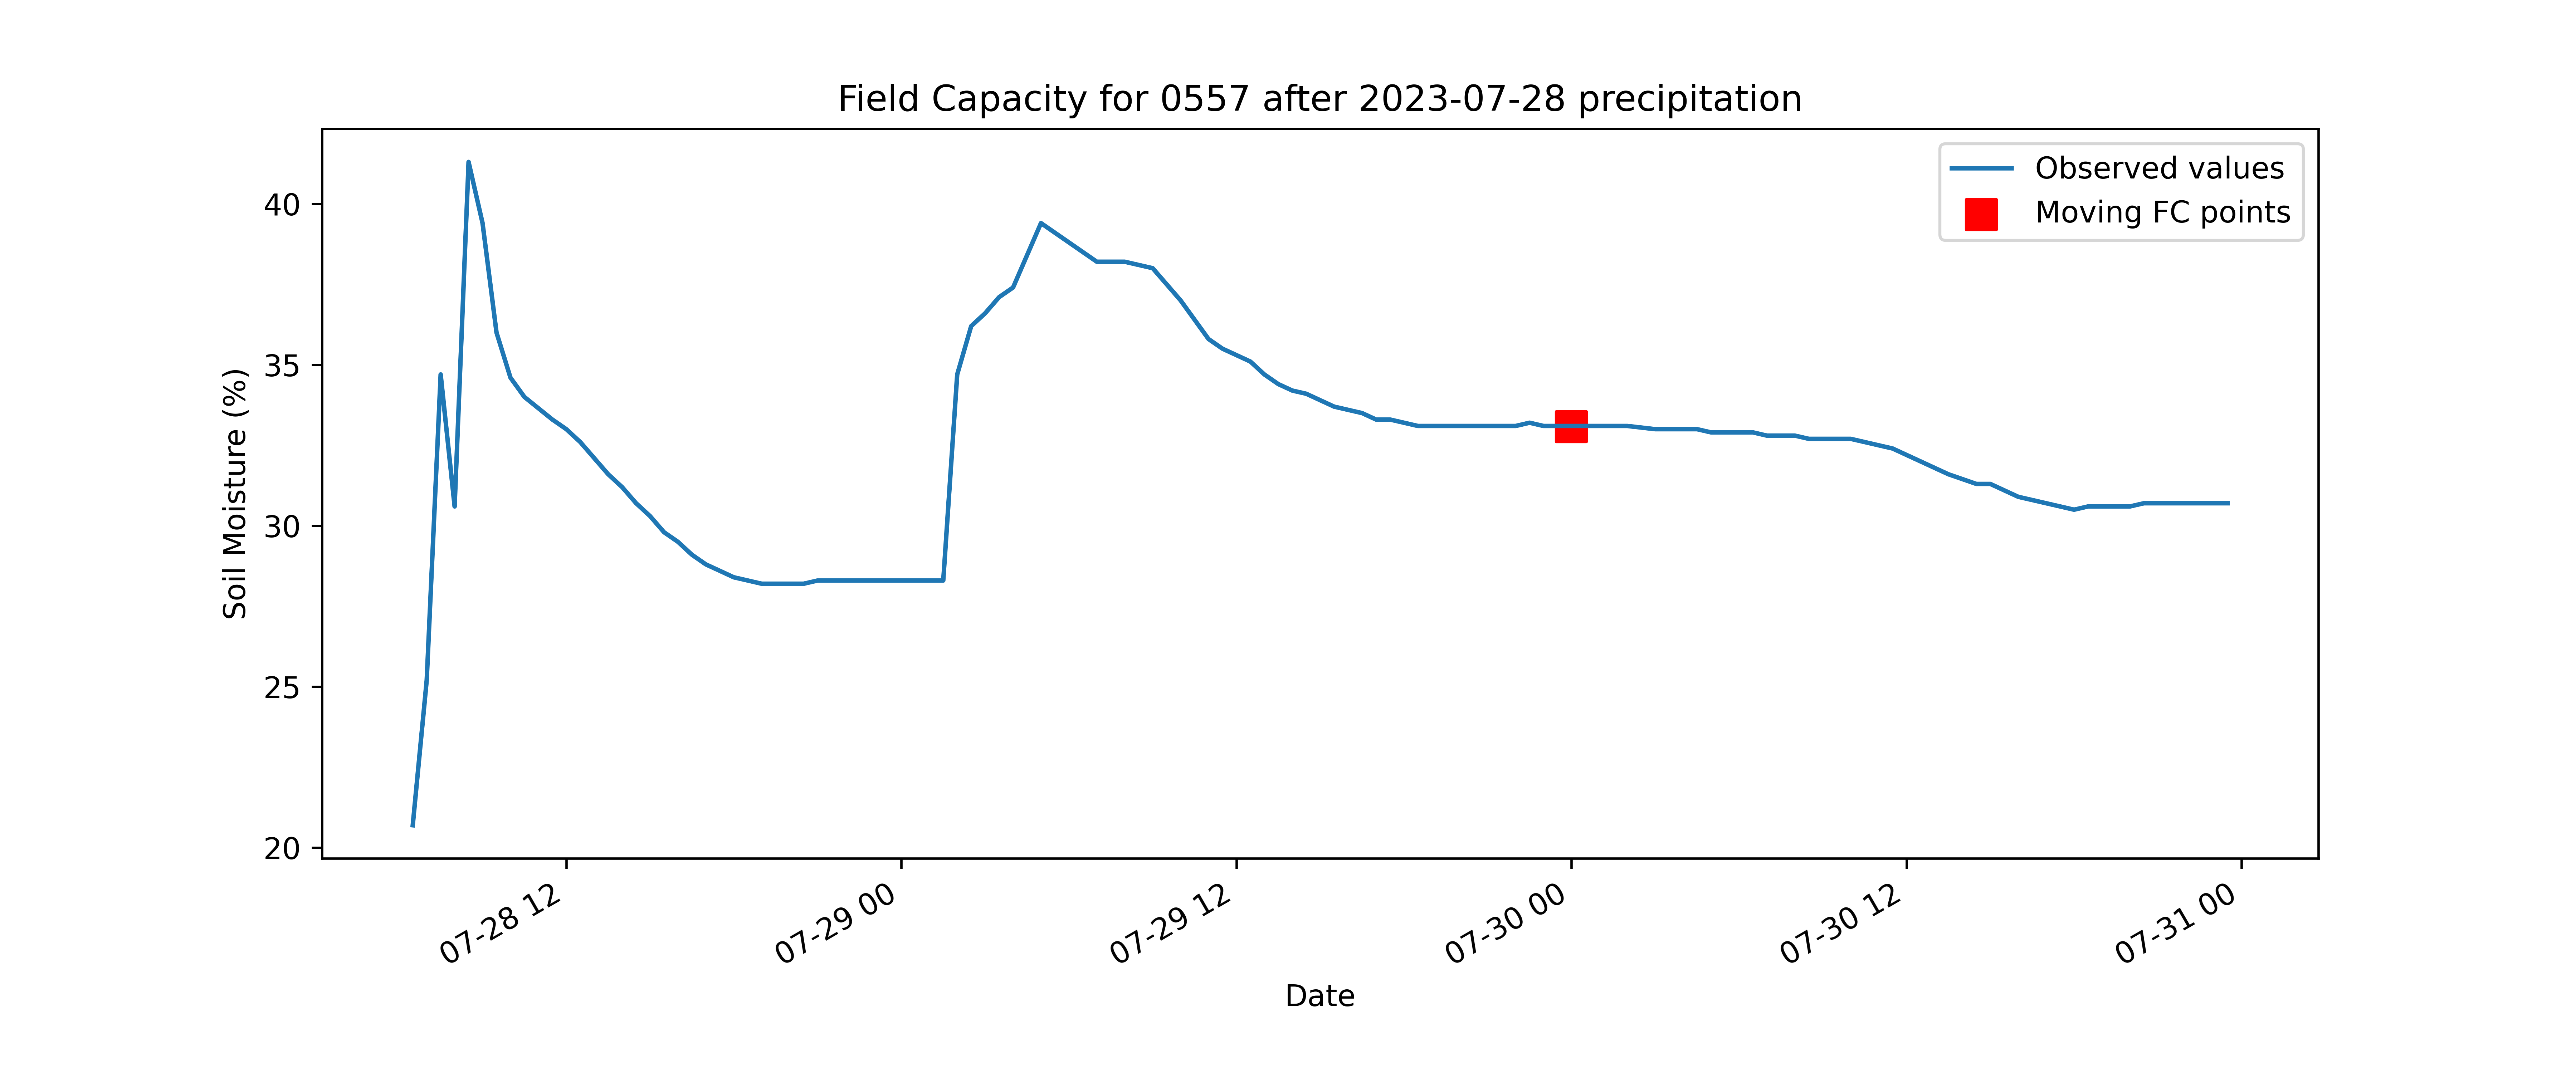 Field Capacity for 0557 after 2023-07-28 precipitation
Observed values
Moving FC points
Soil Moisture (%)
40
35
30
25
20
07-28 12
07-29 00
07-29 12
07-30 00
07-30 12
07-31 00
Date